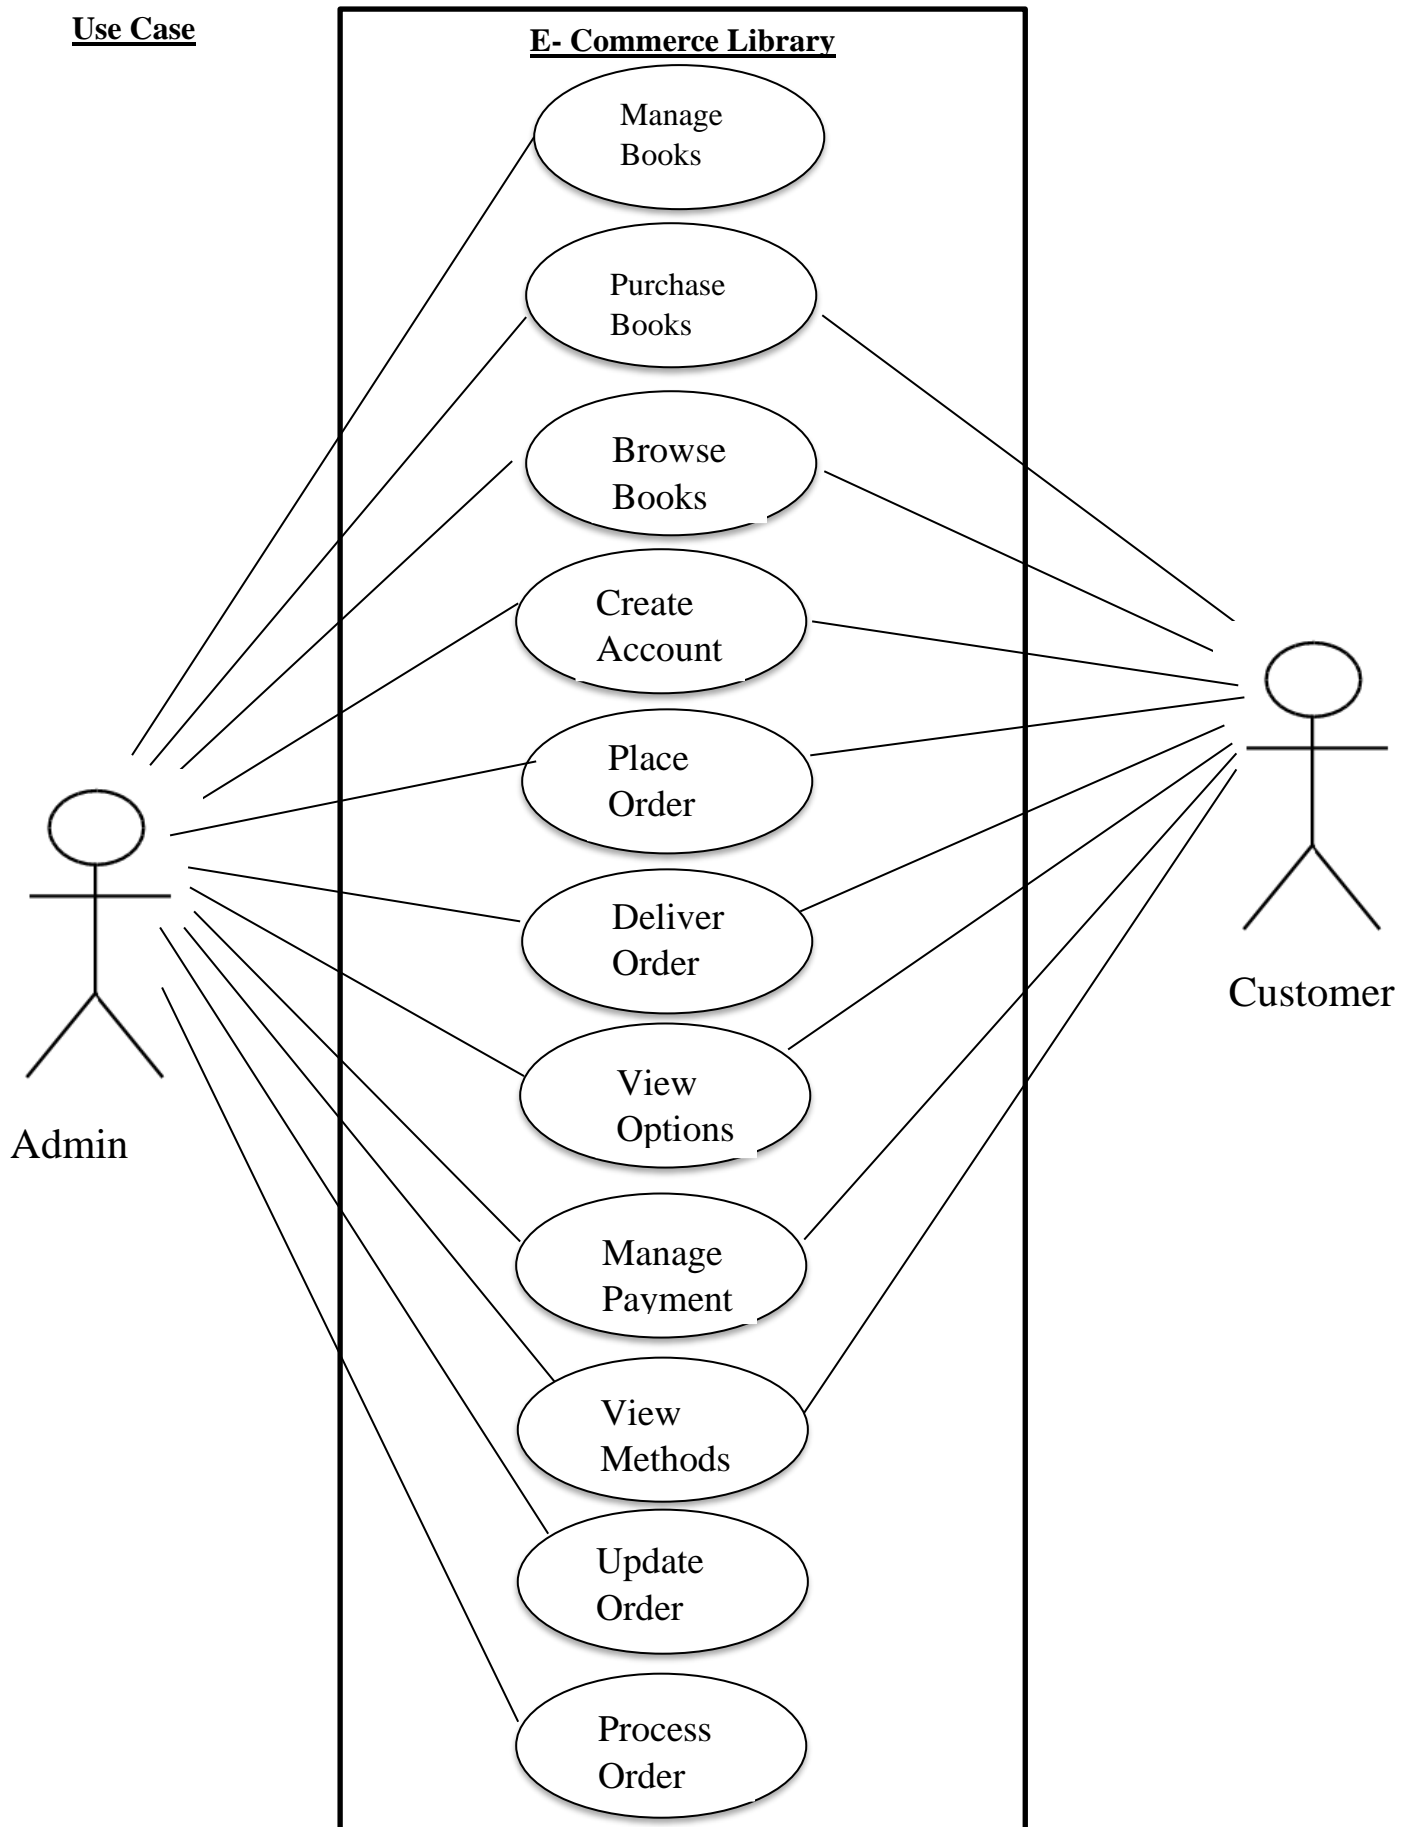 Use Case
E- Commerce Library
Manage
Books
Purchase
Books
Browse
Books
Create
Account
Place
Order
Deliver
Order
Customer
View
Options
Admin
Manage
Payment
View
Methods
Update
Order
Process
Order